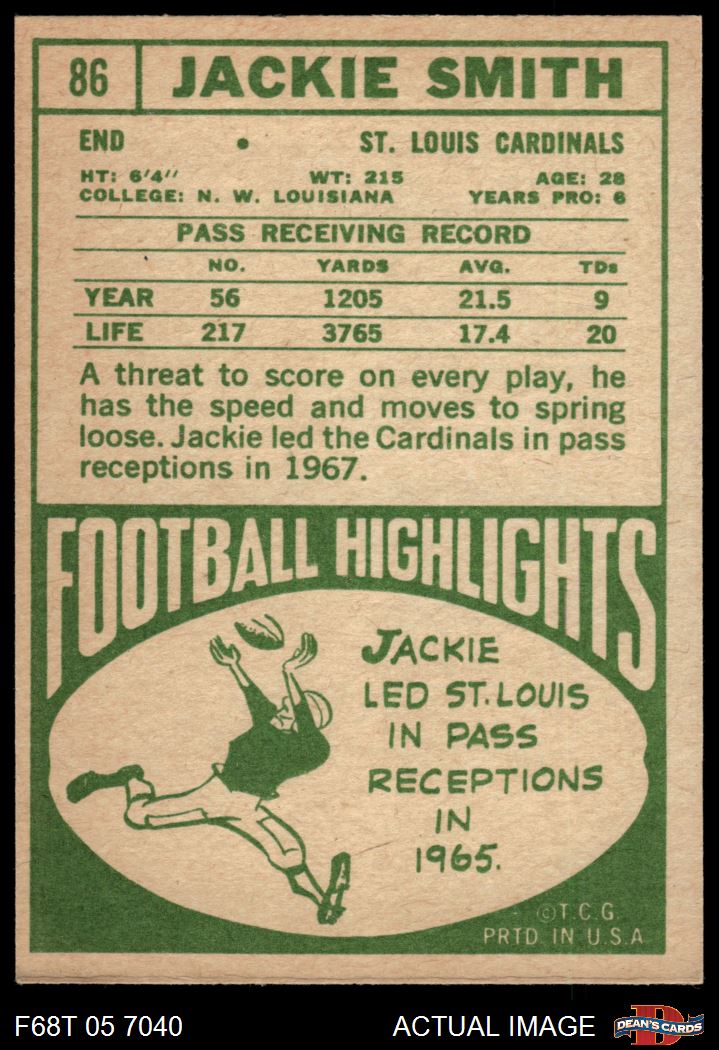 86 JACKIE SMITH
END • ST. LOUIS CARDINALS
HT: 6'4" WT: 215 AGE: 28
COLLEGE: N. W. LOUISIANA YEARS PRO: 6
PASS RECEIVING RECORD
NO. YARDS AVG. TDs
YEAR 56 1205 21.5 9
LIFE 217 3765 17.4 20
A threat to score on every play, he
has the speed and moves to spring
loose. Jackie led the Cardinals in pass
receptions in 1967.
FOOTBALL HIGHLIGHTS
JACKIE
LED ST. LOUIS
IN PASS
RECEPTIONS
IN
1965.
©T.C.G.
PRTD. IN U.S.A
F68T 05 7040 ACTUAL IMAGE D DEAN'S CARDS